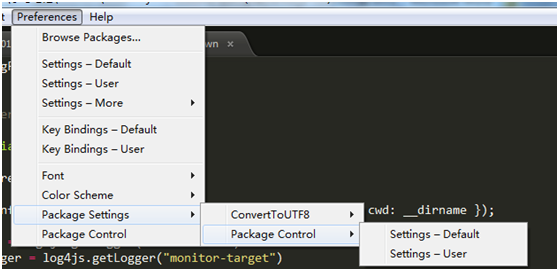 Preferences Help
Browse Packages...
wn ×
Settings – Default
Settings – User
Settings – More
Key Bindings – Default
Key Bindings – User
Font
Color Scheme
Package Settings
ConvertToUTF8
cwd: __dirname });
Package Control
Package Control
Settings – Default
Settings – User
ger = log4js.getLogger("monitor-target")